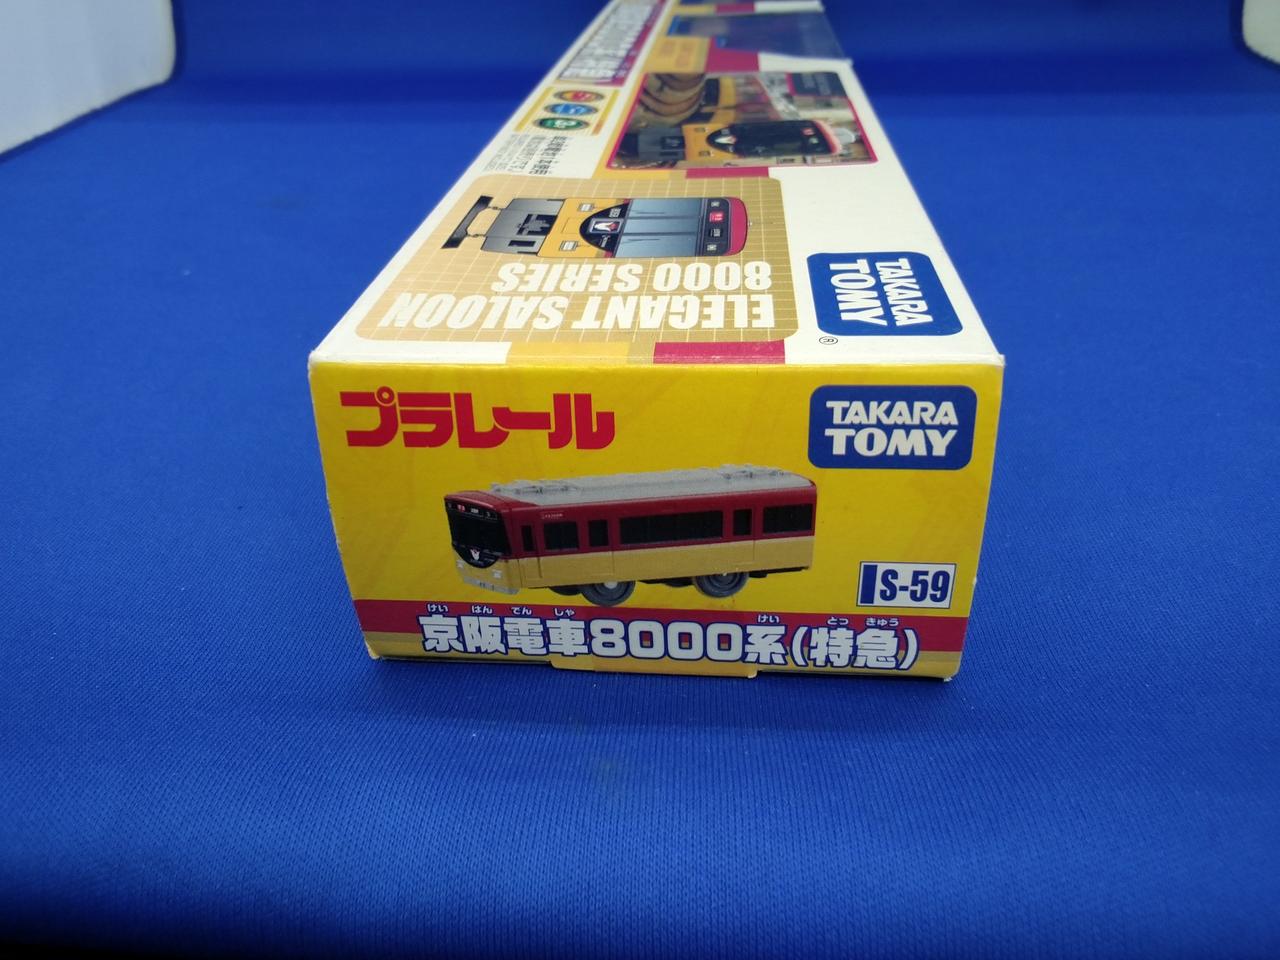 ELEGANT SALOON
8000 SERIES
TAKARA
TOMY
®
プラレール
TAKARA
TOMY
S-59
けい はん でん しゃ けい とっ きゅう
京阪電車8000系(特急)